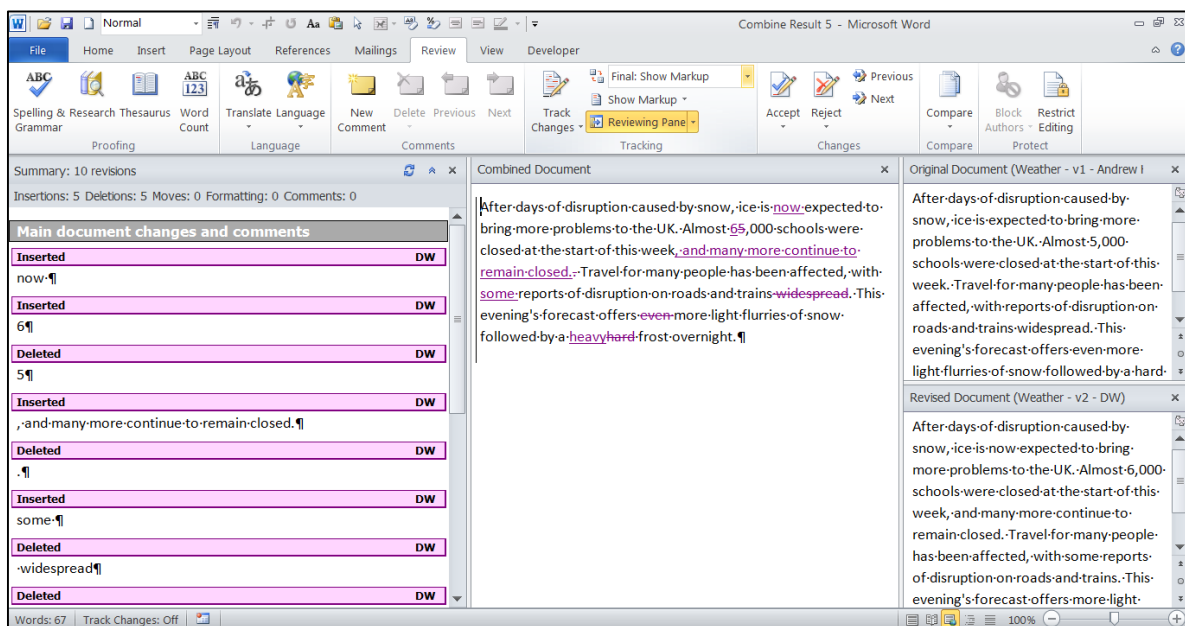 Normal
Combine Result 5 - Microsoft Word
File Home Insert Page Layout References Mailings Review View Developer
ABC
Spelling & Grammar
Research
Thesaurus
ABC 123
Word Count
Proofing
Translate
Language
Language
New Comment
Delete
Previous
Next
Comments
Track Changes
Final: Show Markup
Show Markup
Reviewing Pane
Tracking
Accept
Reject
Previous
Next
Changes
Compare
Compare
Block Authors
Restrict Editing
Protect
Summary: 10 revisions
Insertions: 5 Deletions: 5 Moves: 0 Formatting: 0 Comments: 0
Main document changes and comments
Inserted DW
now·¶
Inserted DW
6¶
Deleted DW
5¶
Inserted DW
,·and·many·more·continue·to·remain·closed.¶
Deleted DW
.¶
Inserted DW
some·¶
Deleted DW
·widespread¶
Deleted DW
Combined Document
After·days·of·disruption·caused·by·snow,·ice·is·now·expected·to·
bring·more·problems·to·the·UK.·Almost·65,000·schools·were·
closed·at·the·start·of·this·week,·and·many·more·continue·to·
remain·closed..·Travel·for·many·people·has·been·affected,·with·
some·reports·of·disruption·on·roads·and·trains·widespread.·This·
evening's·forecast·offers·even·more·light·flurries·of·snow·
followed·by·a·heavyhard·frost·overnight.¶
Original Document (Weather - v1 - Andrew
After·days·of·disruption·caused·by·
snow,·ice·is·expected·to·bring·more·
problems·to·the·UK.·Almost·5,000·
schools·were·closed·at·the·start·of·this·
week.·Travel·for·many·people·has·been·
affected,·with·reports·of·disruption·on·
roads·and·trains·widespread.·This·
evening's·forecast·offers·even·more·
light·flurries·of·snow·followed·by·a·hard·
Revised Document (Weather - v2 - DW)
After·days·of·disruption·caused·by·
snow,·ice·is·now·expected·to·bring·
more·problems·to·the·UK.·Almost·6,000·
schools·were·closed·at·the·start·of·this·
week,·and·many·more·continue·to·
remain·closed.·Travel·for·many·people·
has·been·affected,·with·some·reports·
of·disruption·on·roads·and·trains.·This·
evening's·forecast·offers·more·light·
Words: 67 Track Changes: Off 100%